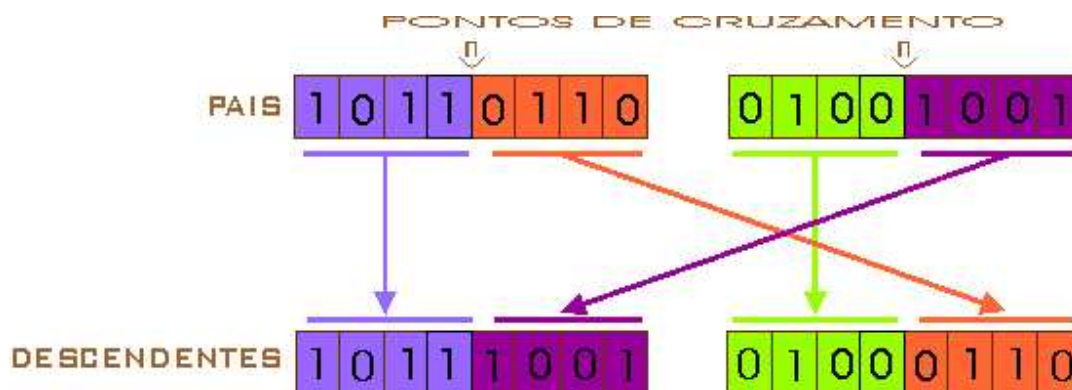 PONTOS DE CRUZAMENTO
PAIS 1 0 1 1 0 1 1 0 0 1 0 0 1 0 0 1
DESCENDENTES 1 0 1 1 1 0 0 1 0 1 0 0 0 1 1 0